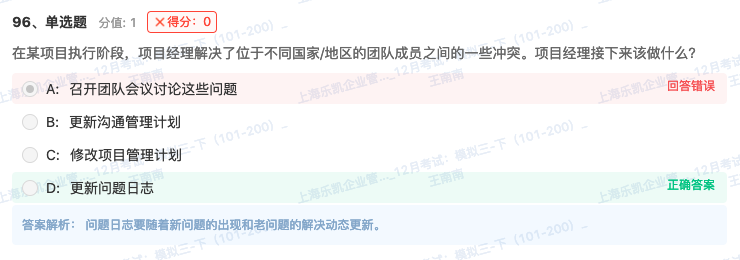 96、单选题 分值: 1 ×得分：0
在某项目执行阶段，项目经理解决了位于不同国家/地区的团队成员之间的一些冲突。项目经理接下来该做什么?
A: 召开团队会议讨论这些问题 回答错误
B: 更新沟通管理计划
C: 修改项目管理计划
D: 更新问题日志 正确答案
答案解析： 问题日志要随着新问题的出现和老问题的解决动态更新。
上海乐凯企业管..._12月考试：模拟三-下（101-200）_
王南南